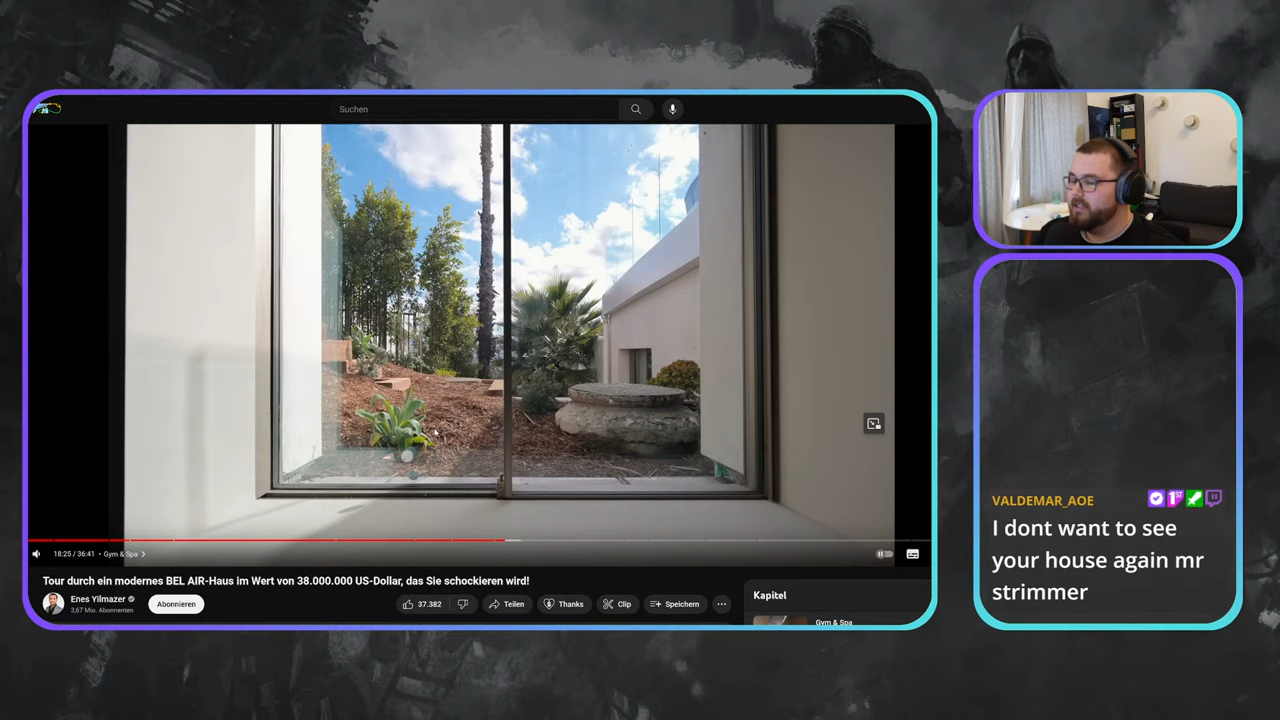 Suchen
18:25 / 36:41 • Gym & Spa
Tour durch ein modernes BEL AIR-Haus im Wert von 38.000.000 US-Dollar, das Sie schockieren wird!
Enes Yilmazer
3,67 Mio. Abonnenten
Abonnieren
37.382
Teilen
Thanks
Clip
Speichern
Kapitel
Gym & Spa
VALDEMAR_AOE
1ST
I dont want to see
your house again mr
strimmer